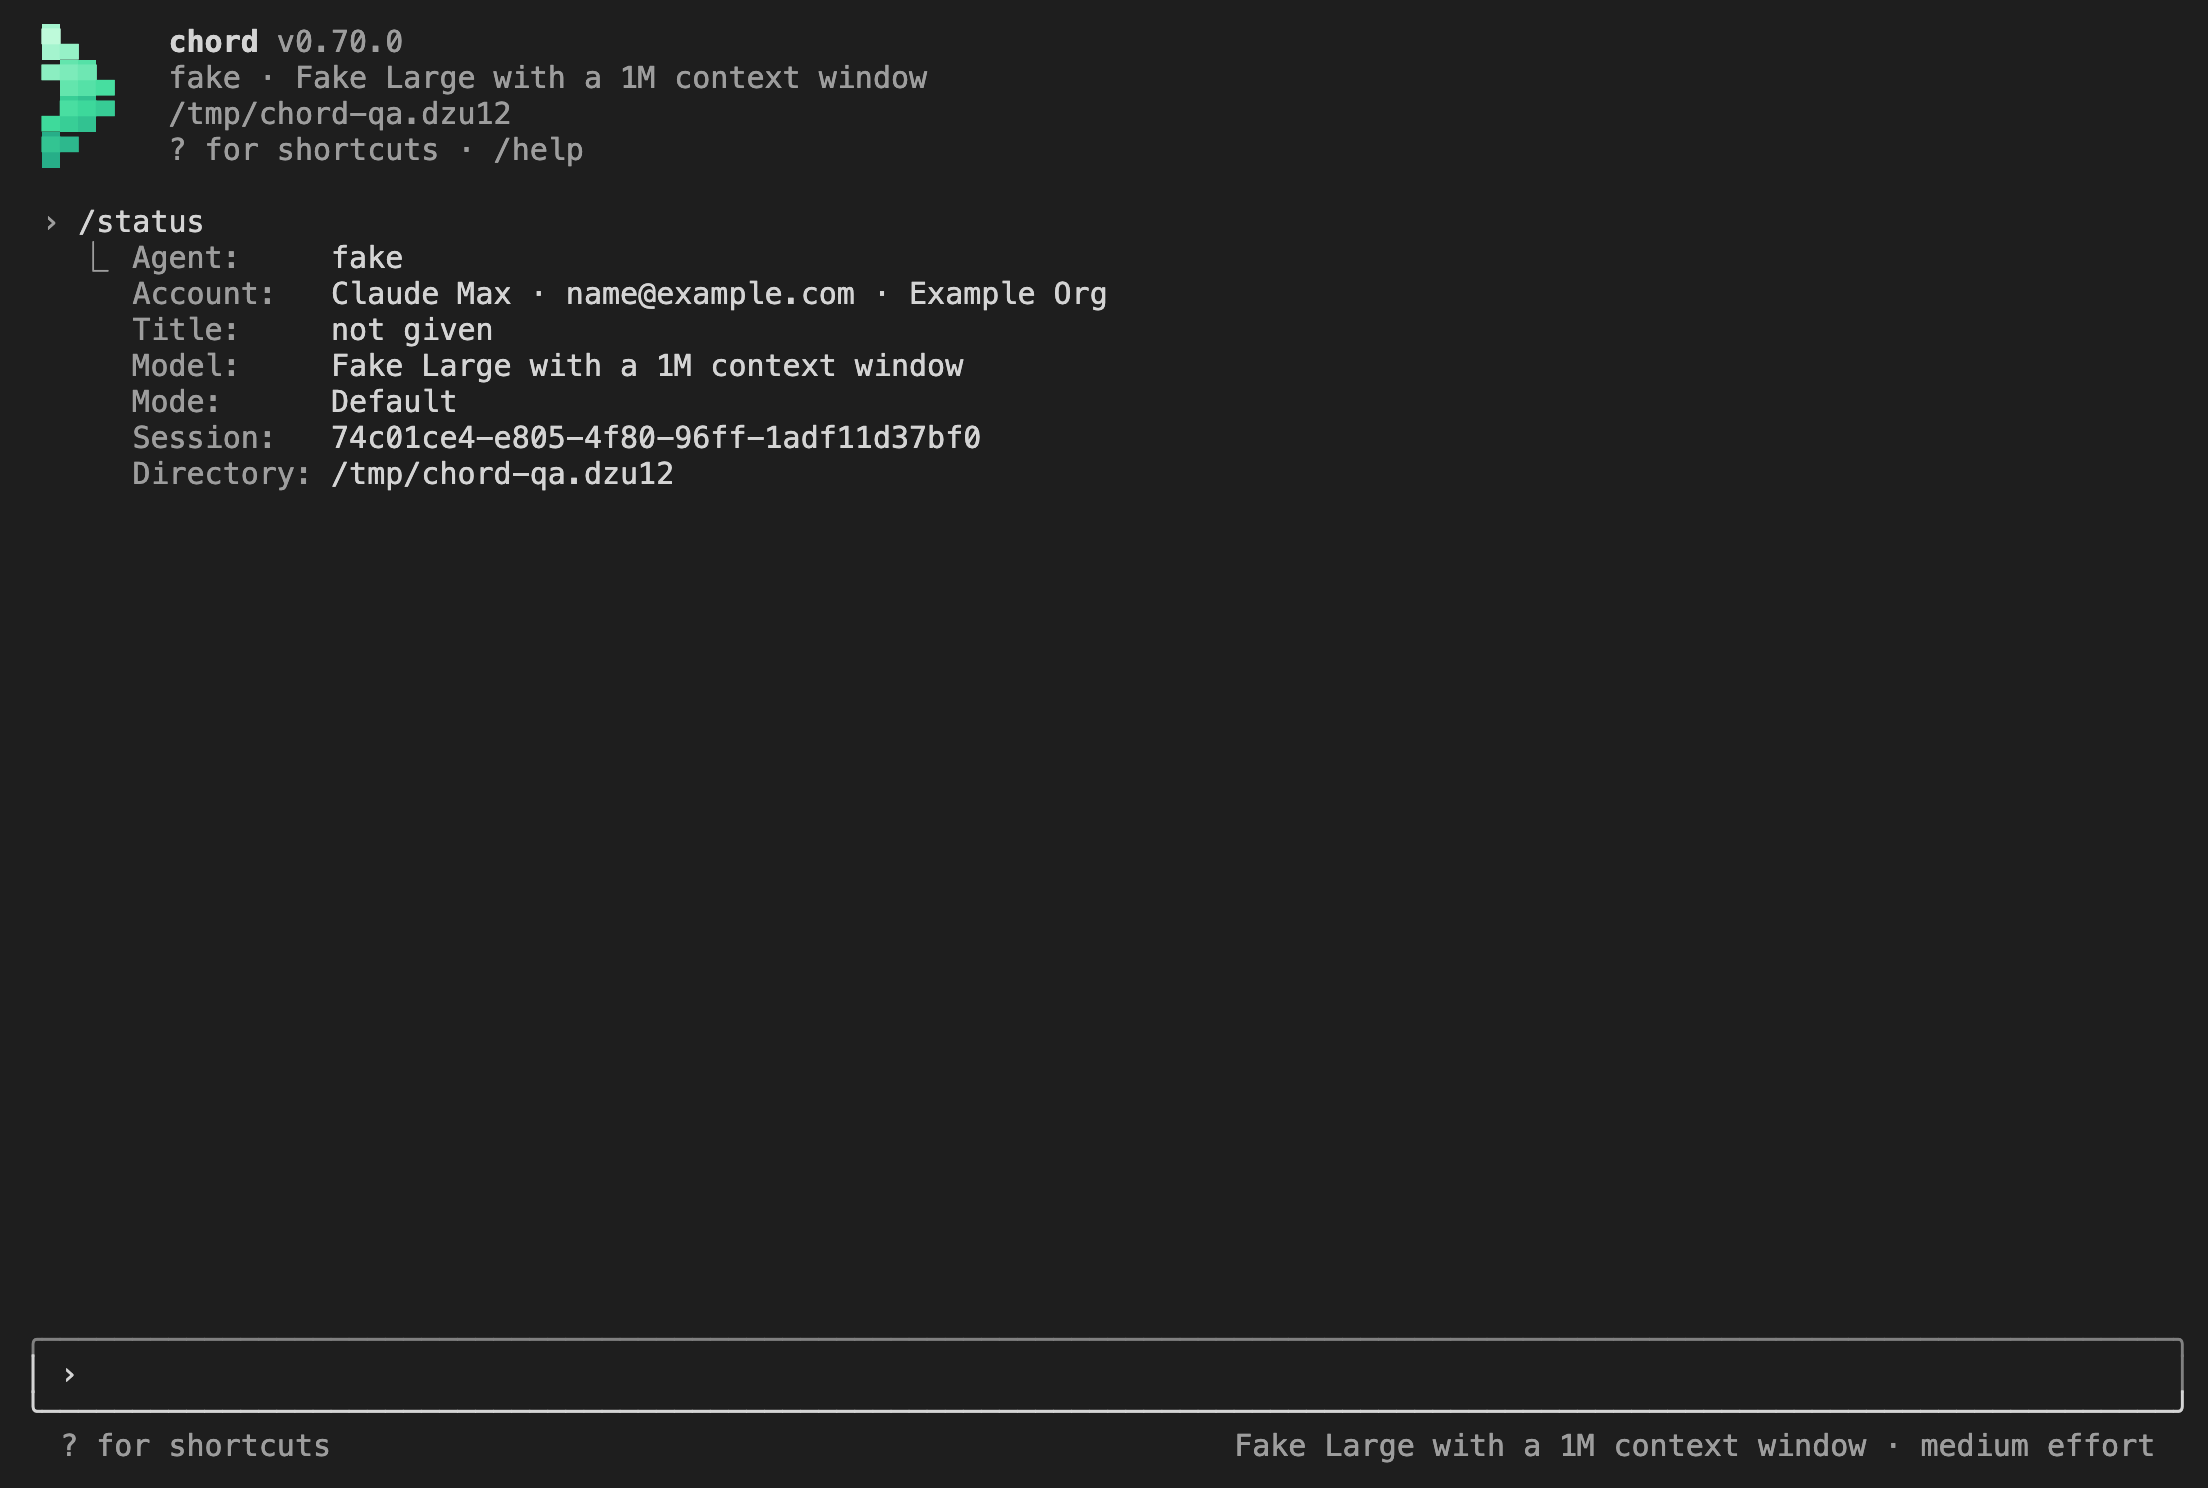 chord v0.70.0
fake · Fake Large with a 1M context window
/tmp/chord-qa.dzu12
? for shortcuts · /help
› /status
Agent: fake
Account: Claude Max · name@example.com · Example Org
Title: not given
Model: Fake Large with a 1M context window
Mode: Default
Session: 74c01ce4-e805-4f80-96ff-1adf11d37bf0
Directory: /tmp/chord-qa.dzu12
›
? for shortcuts Fake Large with a 1M context window · medium effort